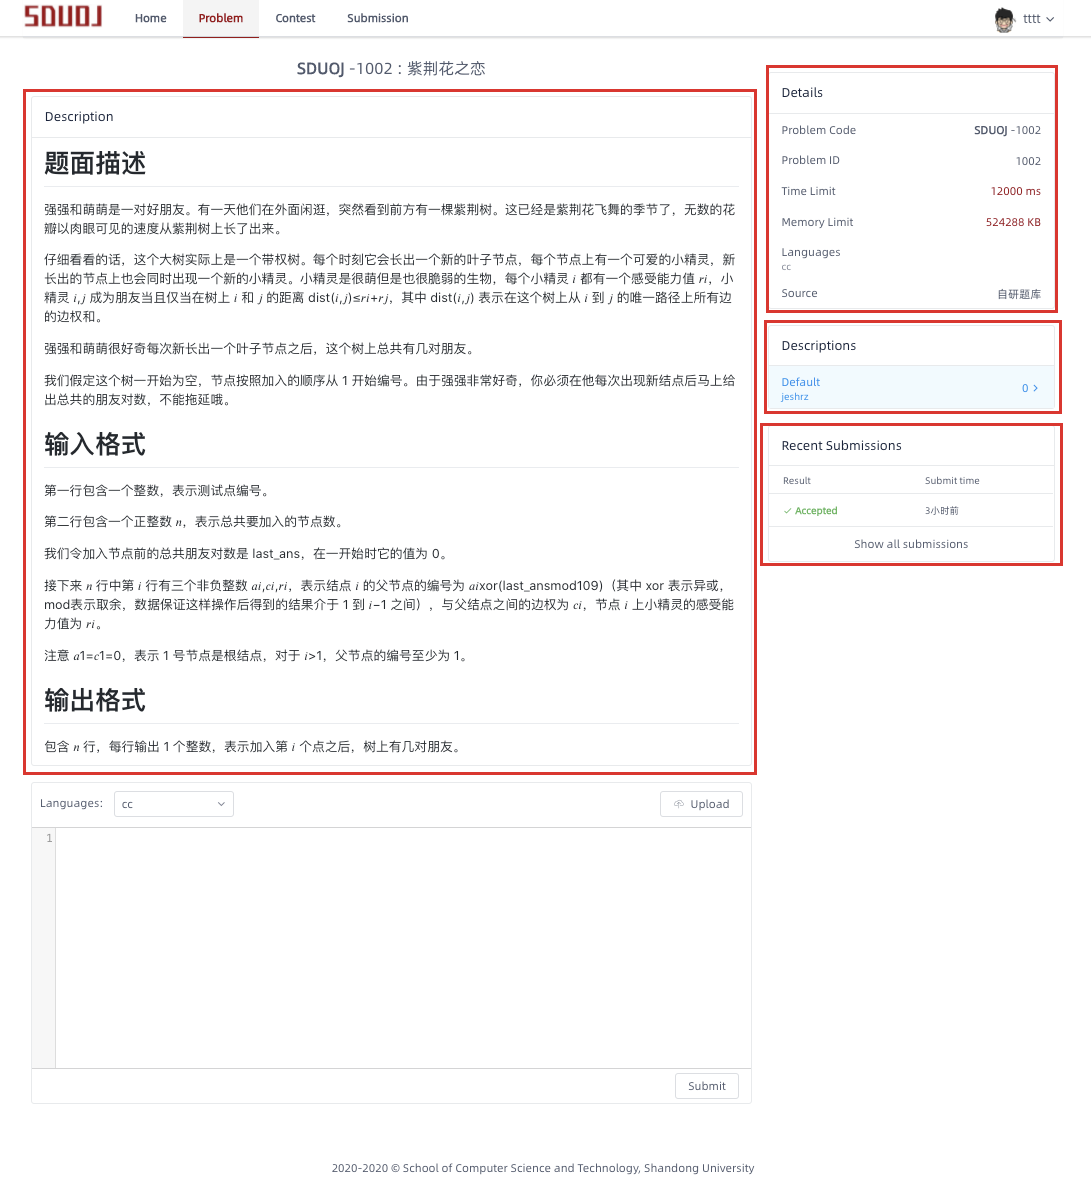 SDUOJ
Home
Problem
Contest
Submission
tttt
SDUOJ -1002 : 紫荆花之恋
Description
题面描述
强强和萌萌是一对好朋友。有一天他们在外面闲逛，突然看到前方有一棵紫荆树。这已经是紫荆花飞舞的季节了，无数的花
瓣以肉眼可见的速度从紫荆树上长了出来。
仔细看看的话，这个大树实际上是一个带权树。每个时刻它会长出一个新的叶子节点，每个节点上有一个可爱的小精灵，新
长出的节点上也会同时出现一个新的小精灵。小精灵是很萌但是也很脆弱的生物，每个小精灵 i 都有一个感受能力值 ri，小
精灵 i,j 成为朋友当且仅当在树上 i 和 j 的距离 dist(i,j)≤ri+rj，其中 dist(i,j) 表示在这个树上从 i 到 j 的唯一路径上所有边
的边权和。
强强和萌萌很好奇每次新长出一个叶子节点之后，这个树上总共有几对朋友。
我们假定这个树一开始为空，节点按照加入的顺序从 1 开始编号。由于强强非常好奇，你必须在他每次出现新结点后马上给
出总共的朋友对数，不能拖延哦。
输入格式
第一行包含一个整数，表示测试点编号。
第二行包含一个正整数 n，表示总共要加入的节点数。
我们令加入节点前的总共朋友对数是 last_ans，在一开始时它的值为 0。
接下来 n 行中第 i 行有三个非负整数 ai,ci,ri，表示结点 i 的父节点的编号为 aixor(last_ansmod109)（其中 xor 表示异或，
mod表示取余，数据保证这样操作后得到的结果介于 1 到 i−1 之间），与父结点之间的边权为 ci，节点 i 上小精灵的感受能
力值为 ri。
注意 a1=c1=0，表示 1 号节点是根结点，对于 i>1，父节点的编号至少为 1。
输出格式
包含 n 行，每行输出 1 个整数，表示加入第 i 个点之后，树上有几对朋友。
Languages:
cc
Upload
1
Submit
Details
Problem Code SDUOJ -1002
Problem ID 1002
Time Limit 12000 ms
Memory Limit 524288 KB
Languages
cc
Source 自研题库
Descriptions
Default 0
jeshrz
Recent Submissions
Result Submit time
Accepted 3小时前
Show all submissions
2020-2020 © School of Computer Science and Technology, Shandong University